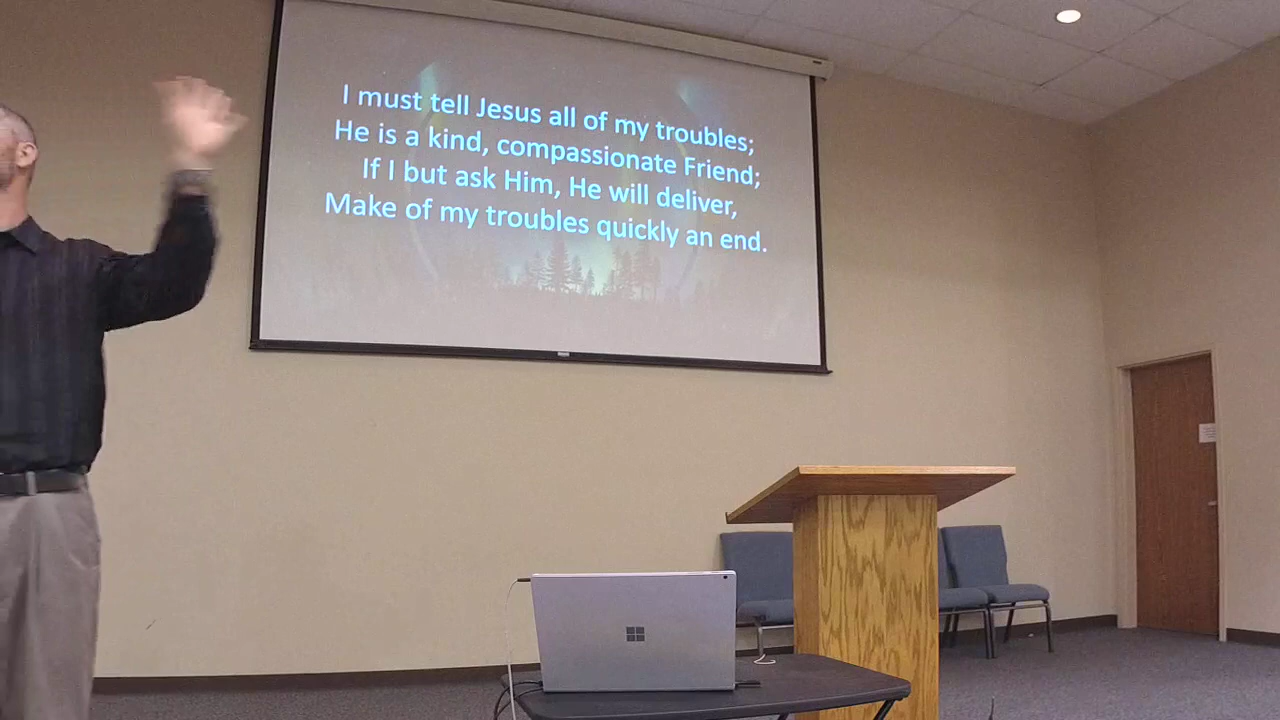 I must tell Jesus all of my troubles;
He is a kind, compassionate Friend;
If I but ask Him, He will deliver,
Make of my troubles quickly an end.